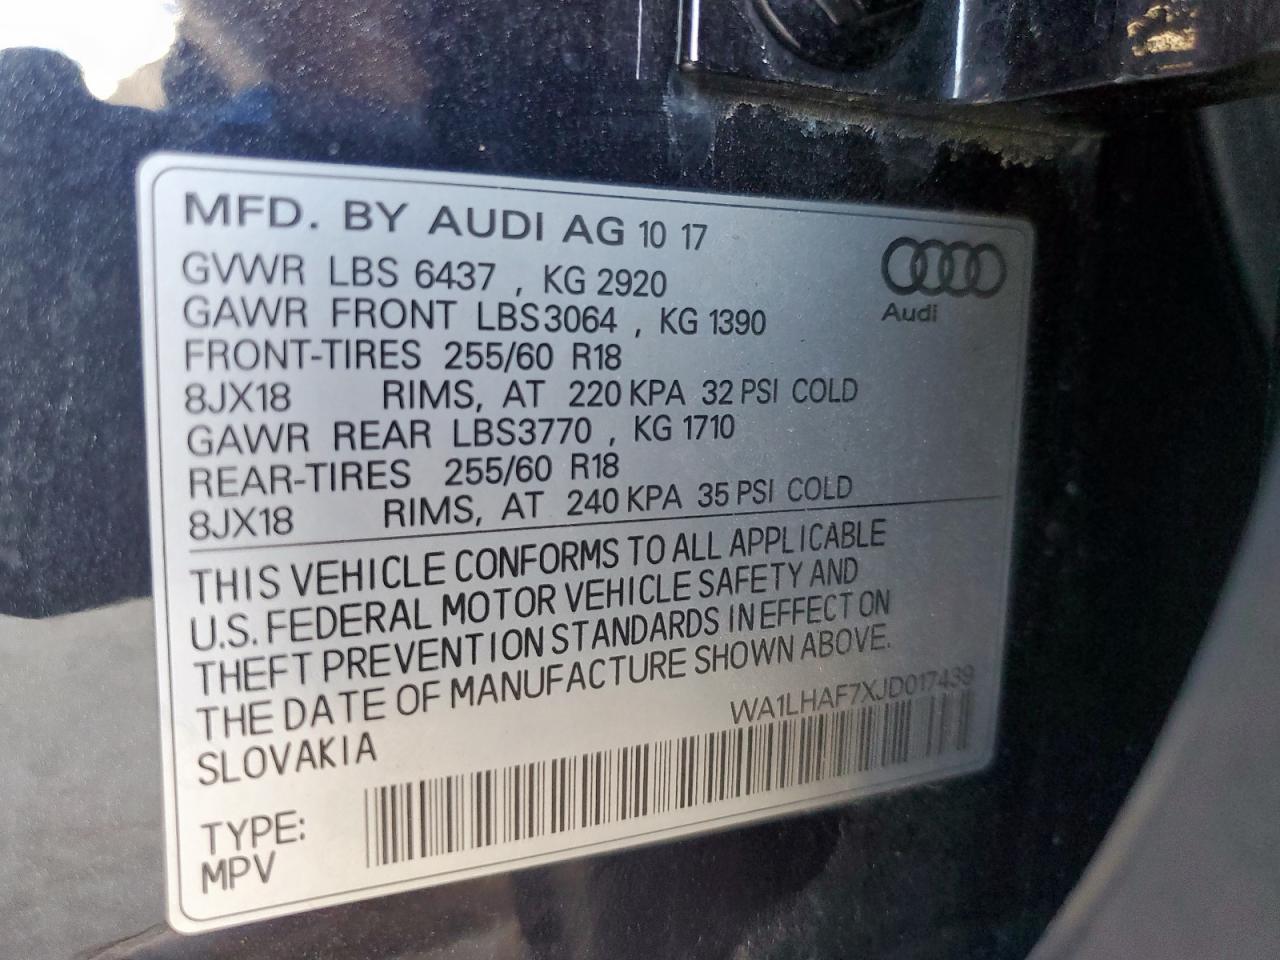 MFD. BY AUDI AG 10 17
GVWR LBS 6437 , KG 2920
GAWR FRONT LBS3064 , KG 1390
FRONT-TIRES 255/60 R18
8JX18 RIMS, AT 220 KPA 32 PSI COLD
GAWR REAR LBS3770 , KG 1710
REAR-TIRES 255/60 R18
8JX18 RIMS, AT 240 KPA 35 PSI COLD
Audi
THIS VEHICLE CONFORMS TO ALL APPLICABLE
U.S. FEDERAL MOTOR VEHICLE SAFETY AND
THEFT PREVENTION STANDARDS IN EFFECT ON
THE DATE OF MANUFACTURE SHOWN ABOVE.
SLOVAKIA
WA1LHAF7XJD017439
TYPE:
MPV